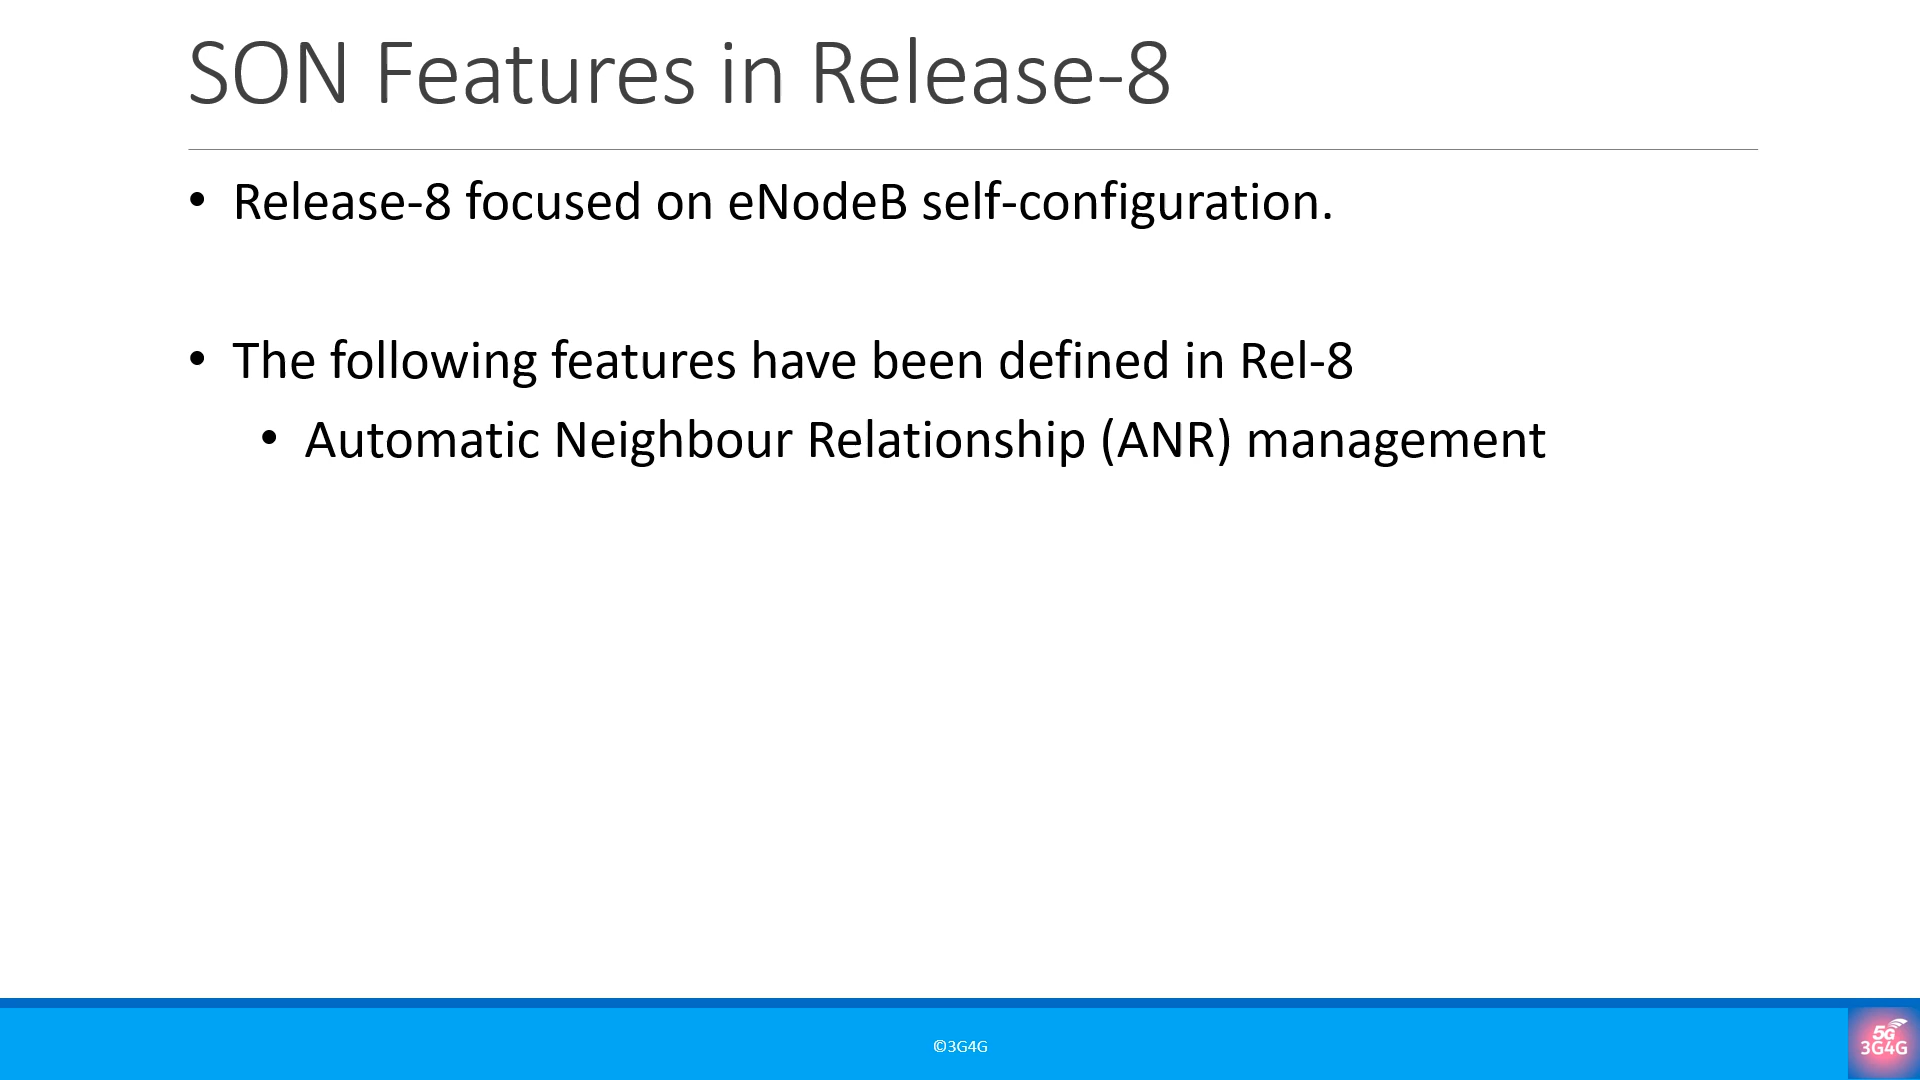 SON Features in Release-8
• Release-8 focused on eNodeB self-configuration.
• The following features have been defined in Rel-8
• Automatic Neighbour Relationship (ANR) management
©3G4G
5G
3G4G